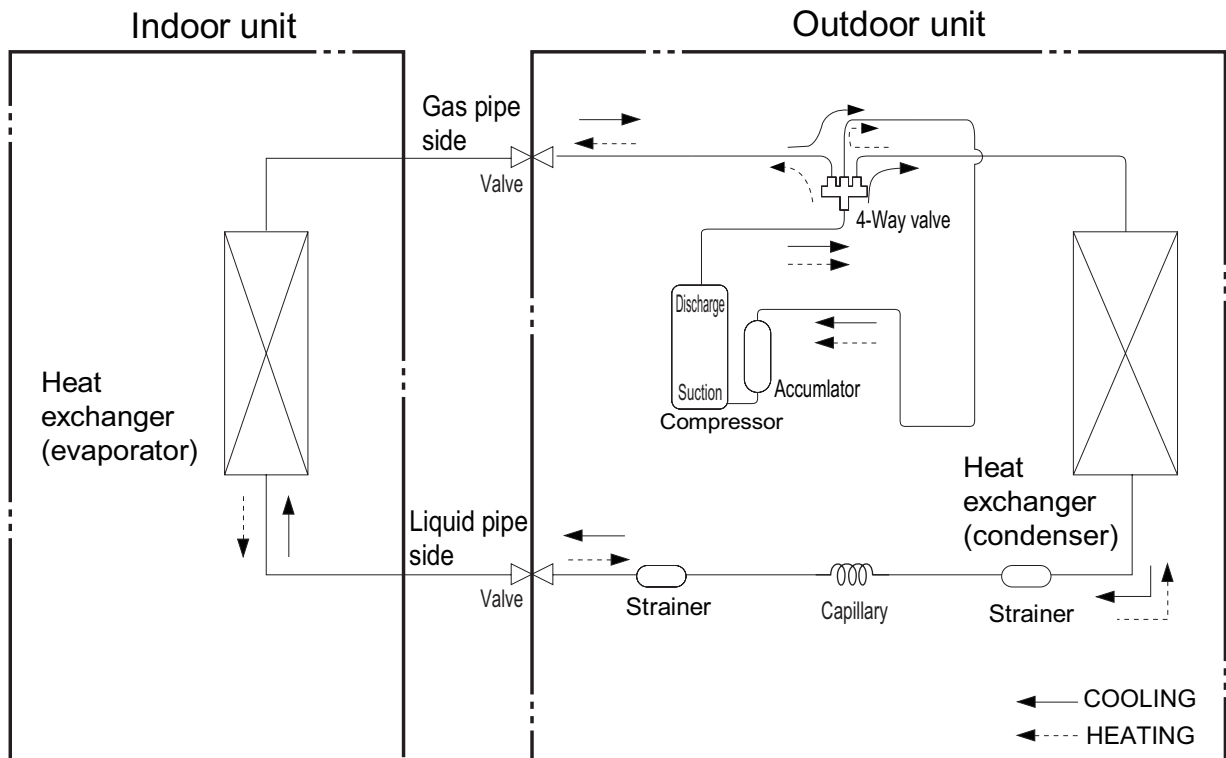 Indoor unit
Outdoor unit
Gas pipe
side
Valve
4-Way valve
Discharge
Suction
Compressor
Accumlator
Heat
exchanger
(evaporator)
Heat
exchanger
(condenser)
Liquid pipe
side
Valve
Strainer
Capillary
Strainer
COOLING
HEATING